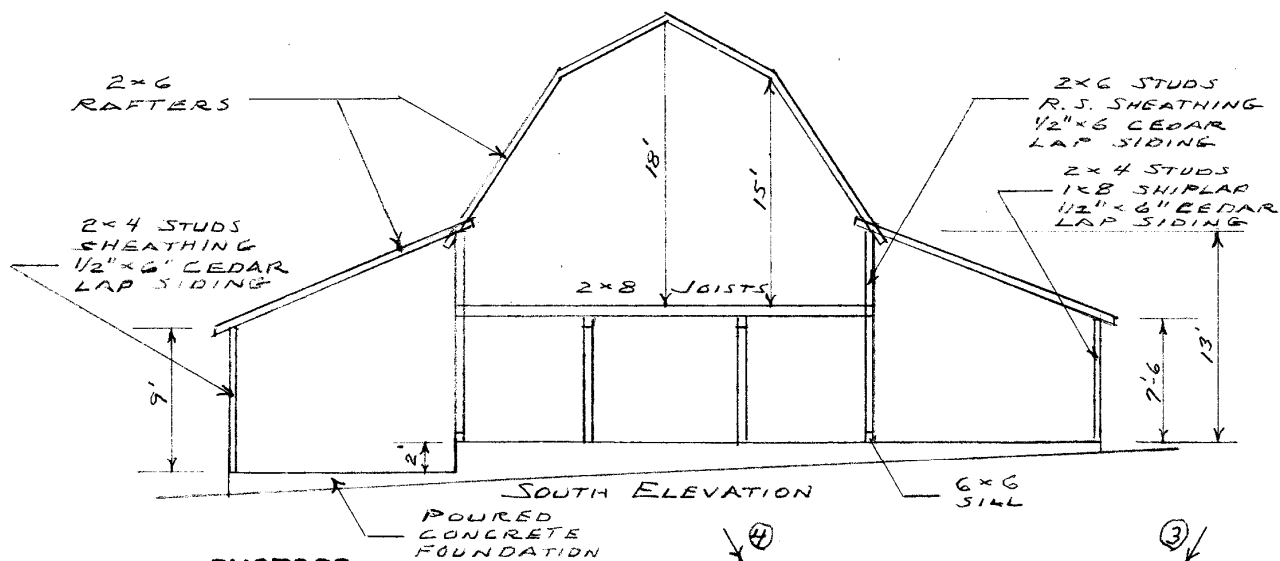 2×6
RAFTERS
2×6 STUDS
R.S. SHEATHING
1/2"×6 CEDAR
LAP SIDING
18'
15'
2×4 STUDS
1×8 SHIPLAP
1/2"×6" CEDAR
LAP SIDING
2×4 STUDS
SHEATHING
1/2"×6" CEDAR
LAP SIDING
2×8 JOISTS
9'
7'-6
13'
2'
SOUTH ELEVATION
6×6
SILL
POURED
CONCRETE
FOUNDATION
4
3